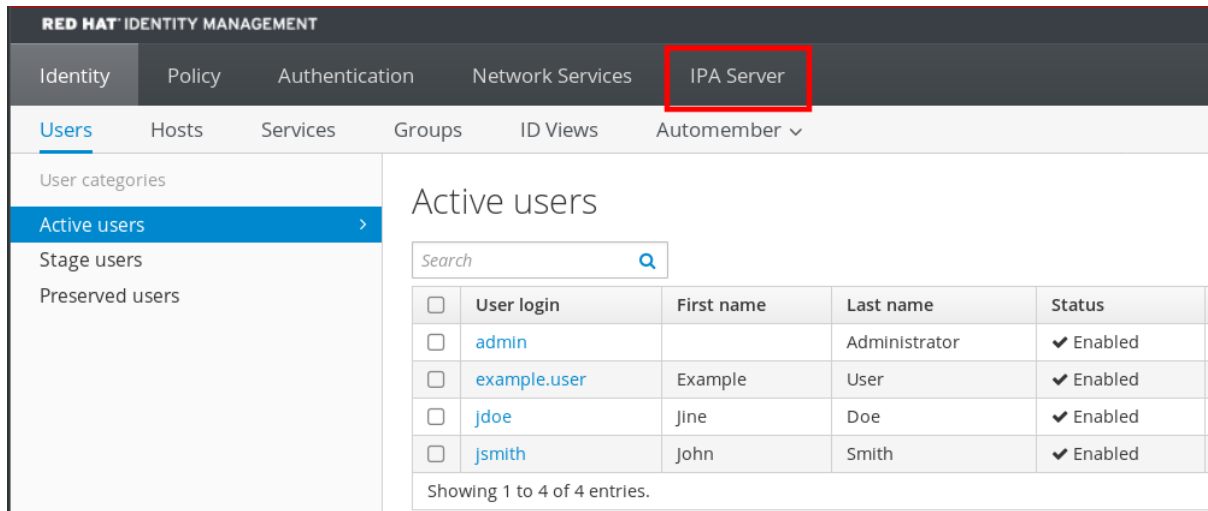 RED HAT® IDENTITY MANAGEMENT
Identity Policy Authentication Network Services IPA Server
Users Hosts Services Groups ID Views Automember
User categories
Active users
Stage users
Preserved users
Active users
Search
User login First name Last name Status
admin Administrator ✔ Enabled
example.user Example User ✔ Enabled
jdoe Jine Doe ✔ Enabled
jsmith John Smith ✔ Enabled
Showing 1 to 4 of 4 entries.